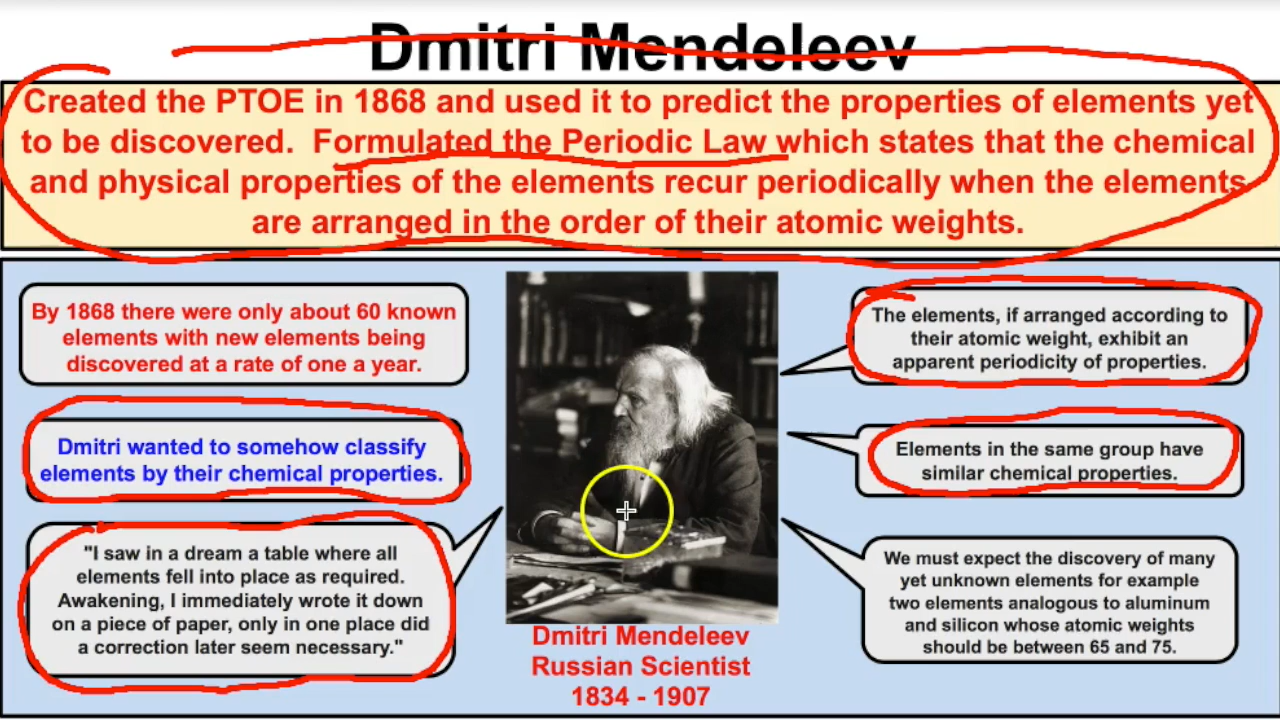 Dmitri Mendeleev
Created the PTOE in 1868 and used it to predict the properties of elements yet
to be discovered. Formulated the Periodic Law which states that the chemical
and physical properties of the elements recur periodically when the elements
are arranged in the order of their atomic weights.
By 1868 there were only about 60 known
elements with new elements being
discovered at a rate of one a year.
Dmitri wanted to somehow classify
elements by their chemical properties.
"I saw in a dream a table where all
elements fell into place as required.
Awakening, I immediately wrote it down
on a piece of paper, only in one place did
a correction later seem necessary."
Dmitri Mendeleev
Russian Scientist
1834 - 1907
The elements, if arranged according to
their atomic weight, exhibit an
apparent periodicity of properties.
Elements in the same group have
similar chemical properties.
We must expect the discovery of many
yet unknown elements for example
two elements analogous to aluminum
and silicon whose atomic weights
should be between 65 and 75.